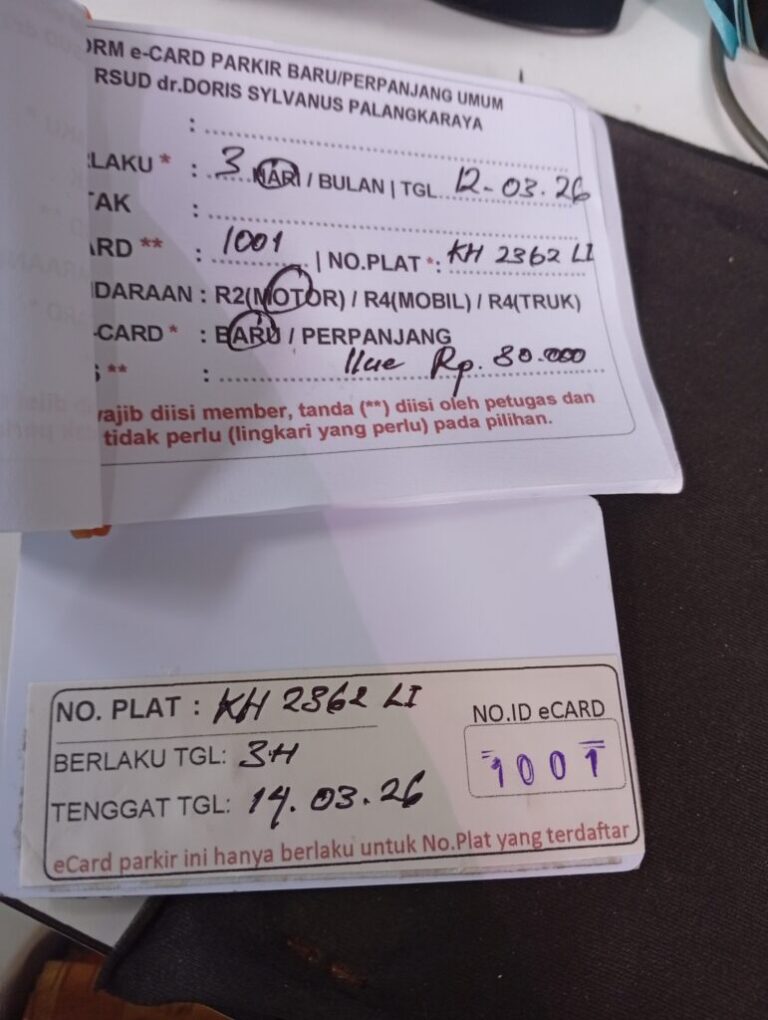 ORM e-CARD PARKIR BARU/PERPANJANG UMUM
RSUD dr.DORIS SYLVANUS PALANGKARAYA
: ....................
RLAKU * : 3 HARI / BULAN | TGL. 12-03.26
TAK : ....................
ARD ** : 1001 | NO.PLAT *: KH 2362 LI
DARAAN : R2(MOTOR) / R4(MOBIL) / R4(TRUK)
-CARD * : BARU / PERPANJANG
S ** : Rp. 80.000
wajib diisi member, tanda (**) diisi oleh petugas dan
tidak perlu (lingkari yang perlu) pada pilihan.
NO. PLAT : KH 2362 LI
BERLAKU TGL: 3H
TENGGAT TGL: 14.03.26
NO.ID eCARD
1001
eCard parkir ini hanya berlaku untuk No.Plat yang terdaftar